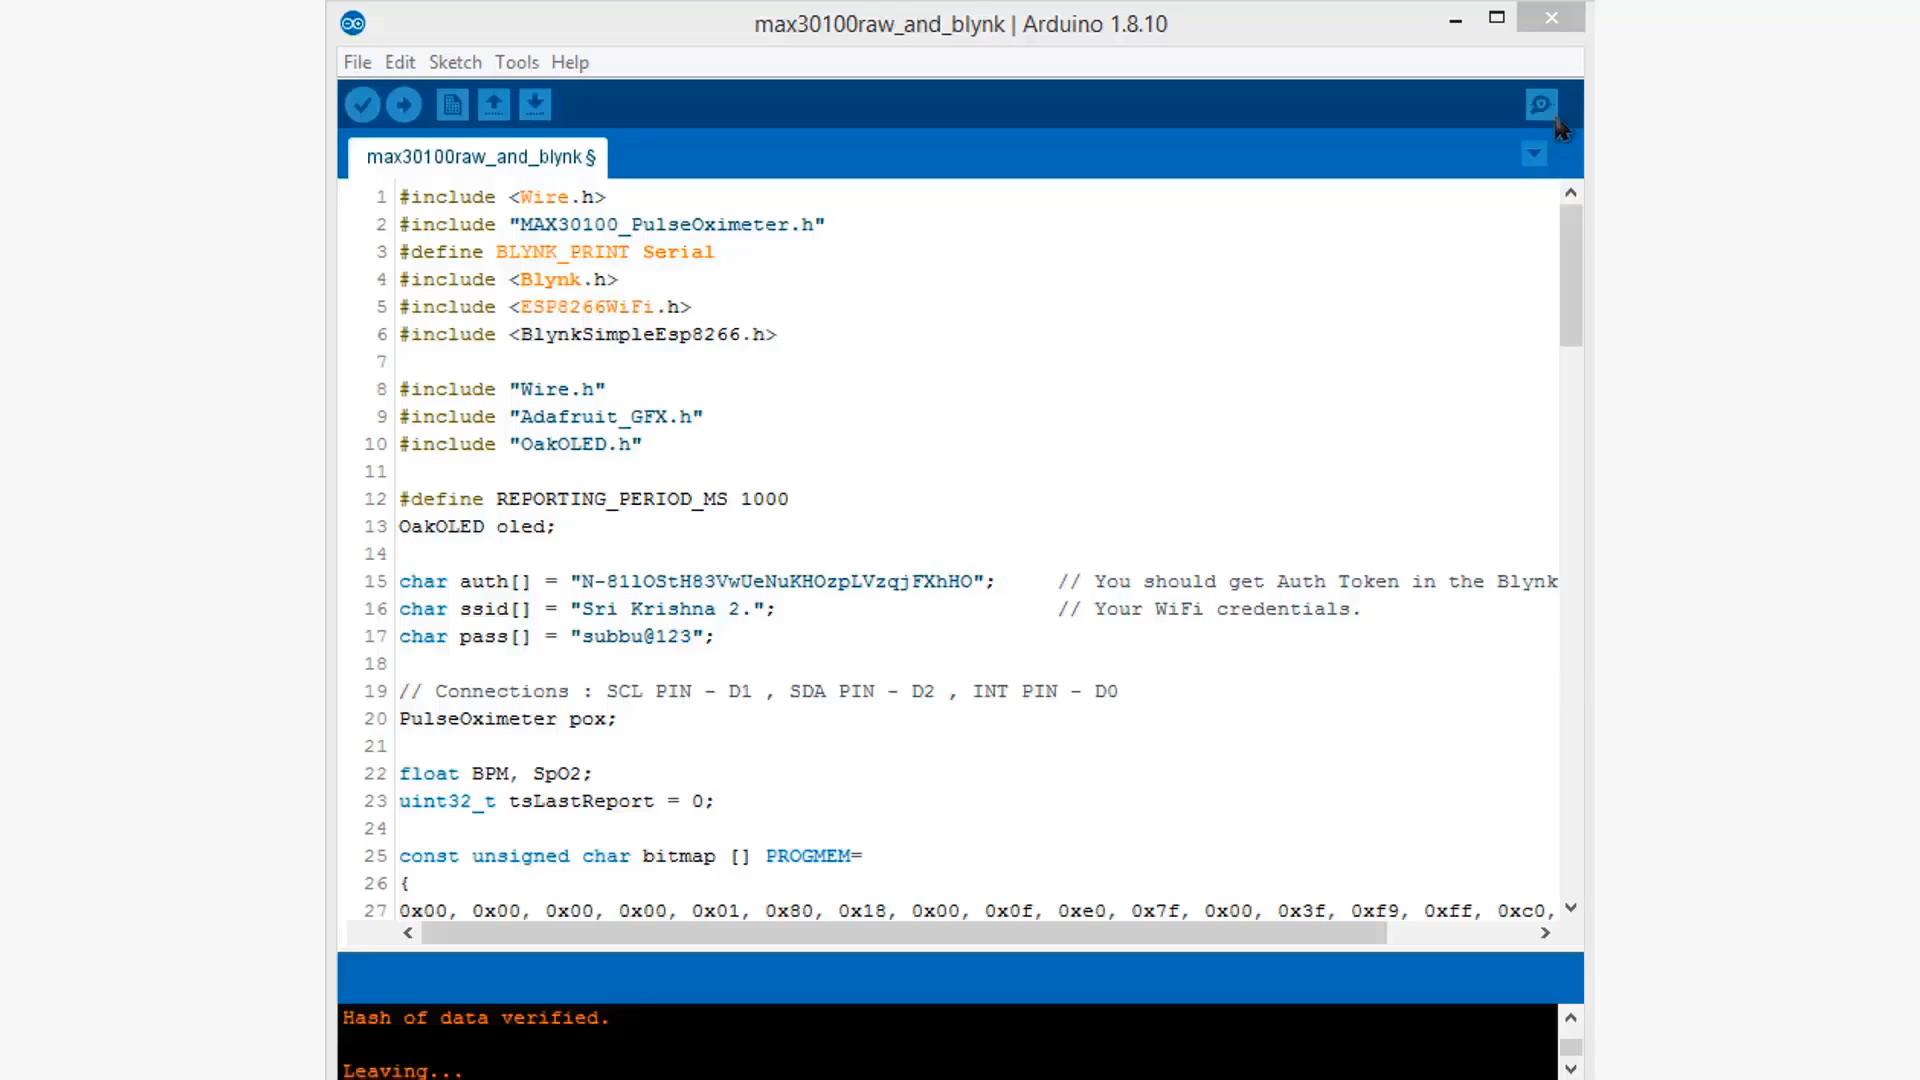 max30100raw_and_blynk | Arduino 1.8.10
File Edit Sketch Tools Help
max30100raw_and_blynk §
1 #include <Wire.h>
2 #include "MAX30100_PulseOximeter.h"
3 #define BLYNK_PRINT Serial
4 #include <Blynk.h>
5 #include <ESP8266WiFi.h>
6 #include <BlynkSimpleEsp8266.h>
7
8 #include "Wire.h"
9 #include "Adafruit_GFX.h"
10 #include "OakOLED.h"
11
12 #define REPORTING_PERIOD_MS 1000
13 OakOLED oled;
14
15 char auth[] = "N-81lOStH83VwUeNuKHOzpLVzqjFXhHO"; // You should get Auth Token in the Blynk
16 char ssid[] = "Sri Krishna 2."; // Your WiFi credentials.
17 char pass[] = "subbu@123";
18
19 // Connections : SCL PIN - D1 , SDA PIN - D2 , INT PIN - D0
20 PulseOximeter pox;
21
22 float BPM, SpO2;
23 uint32_t tsLastReport = 0;
24
25 const unsigned char bitmap [] PROGMEM=
26 {
27 0x00, 0x00, 0x00, 0x00, 0x01, 0x80, 0x18, 0x00, 0x0f, 0xe0, 0x7f, 0x00, 0x3f, 0xf9, 0xff, 0xc0,
Hash of data verified.
Leaving...